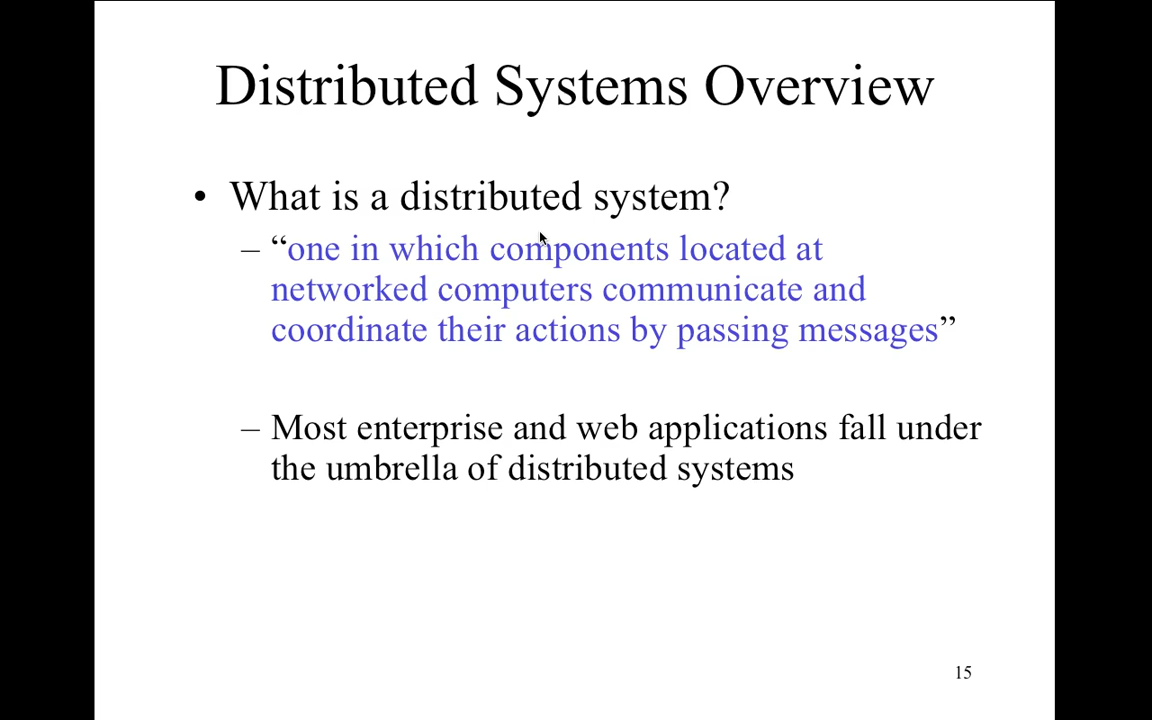 Distributed Systems Overview
• What is a distributed system?
– “one in which components located at
networked computers communicate and
coordinate their actions by passing messages”
– Most enterprise and web applications fall under
the umbrella of distributed systems
15